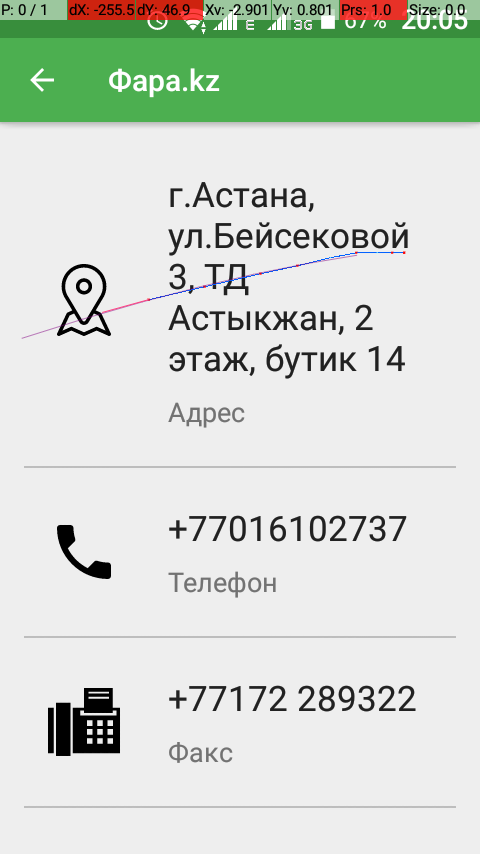 P: 0 / 1 dX: -255.5 dY: 46.9 Xv: -2.901 Yv: 0.801 Prs: 1.0 Size: 0.0
E 3G 67% 20:05
Фара.kz
г.Астана,
ул.Бейсековой
3, ТД
Астыкжан, 2
этаж, бутик 14
Адрес
+77016102737
Телефон
+77172 289322
Факс